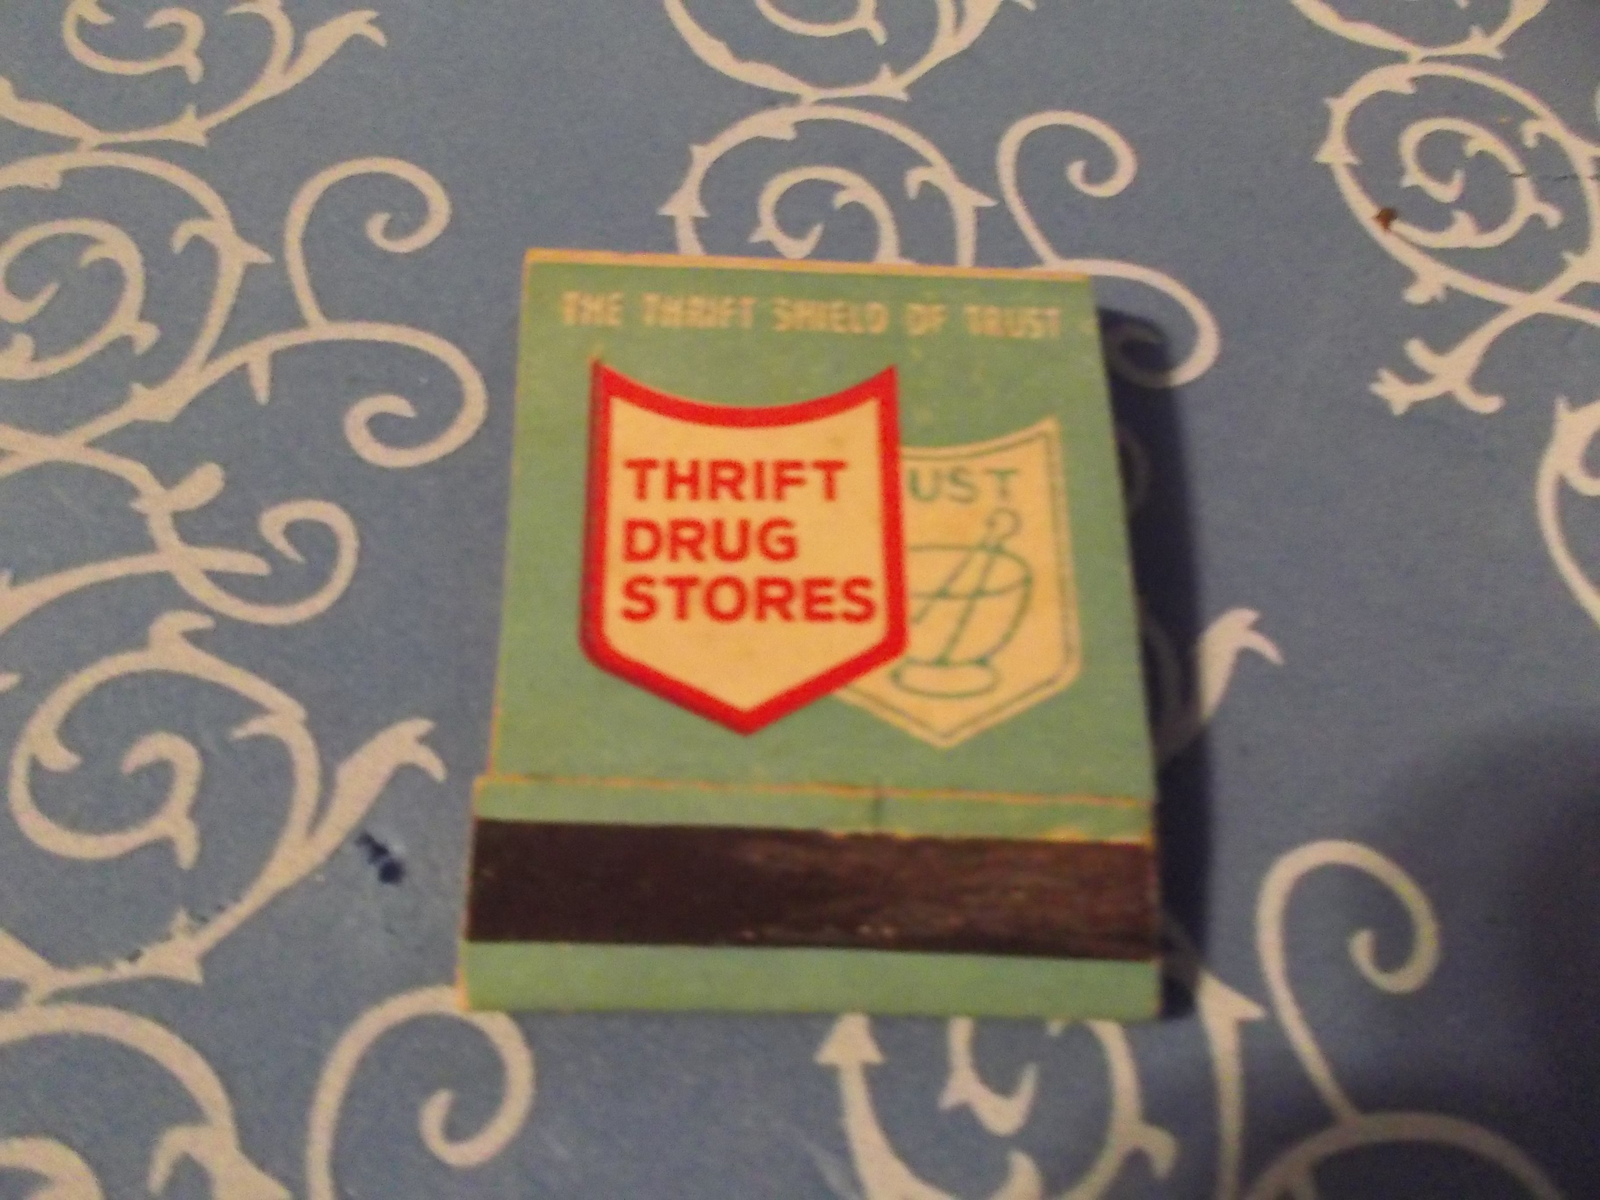 THE THRIFT SHIELD OF TRUST
THRIFT
DRUG
STORES
UST